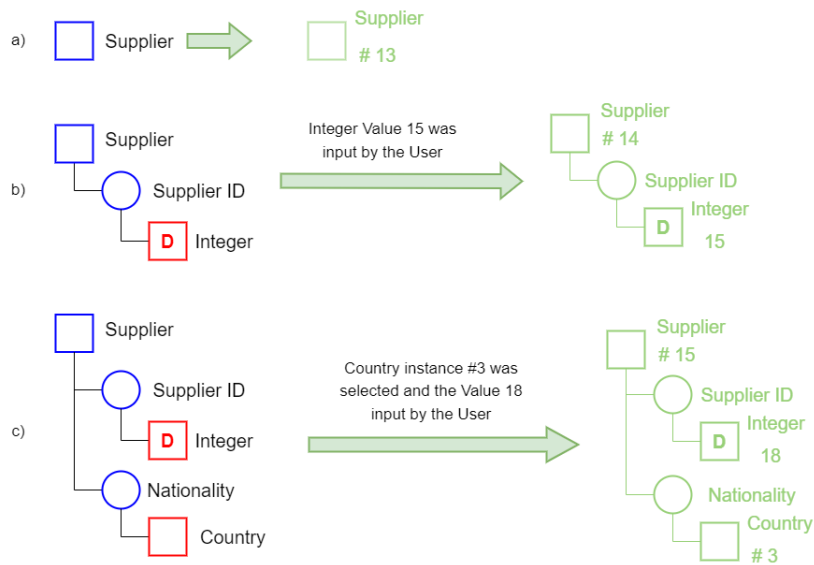 a)
Supplier
Supplier
# 13
b)
Supplier
Supplier ID
D
Integer
Integer Value 15 was
input by the User
Supplier
# 14
Supplier ID
Integer
D
15
c)
Supplier
Supplier ID
D
Integer
Nationality
Country
Country instance #3 was
selected and the Value 18
input by the User
Supplier
# 15
Supplier ID
Integer
D
18
Nationality
Country
# 3